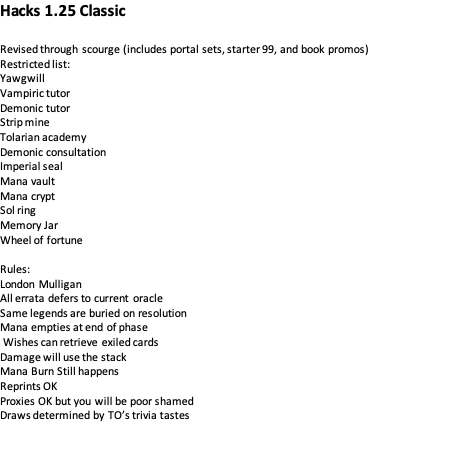 Hacks 1.25 Classic
Revised through scourge (includes portal sets, starter 99, and book promos)
Restricted list:
Yawgwill
Vampiric tutor
Demonic tutor
Strip mine
Tolarian academy
Demonic consultation
Imperial seal
Mana vault
Mana crypt
Sol ring
Memory Jar
Wheel of fortune
Rules:
London Mulligan
All errata defers to current oracle
Same legends are buried on resolution
Mana empties at end of phase
Wishes can retrieve exiled cards
Damage will use the stack
Mana Burn Still happens
Reprints OK
Proxies OK but you will be poor shamed
Draws determined by TO's trivia tastes